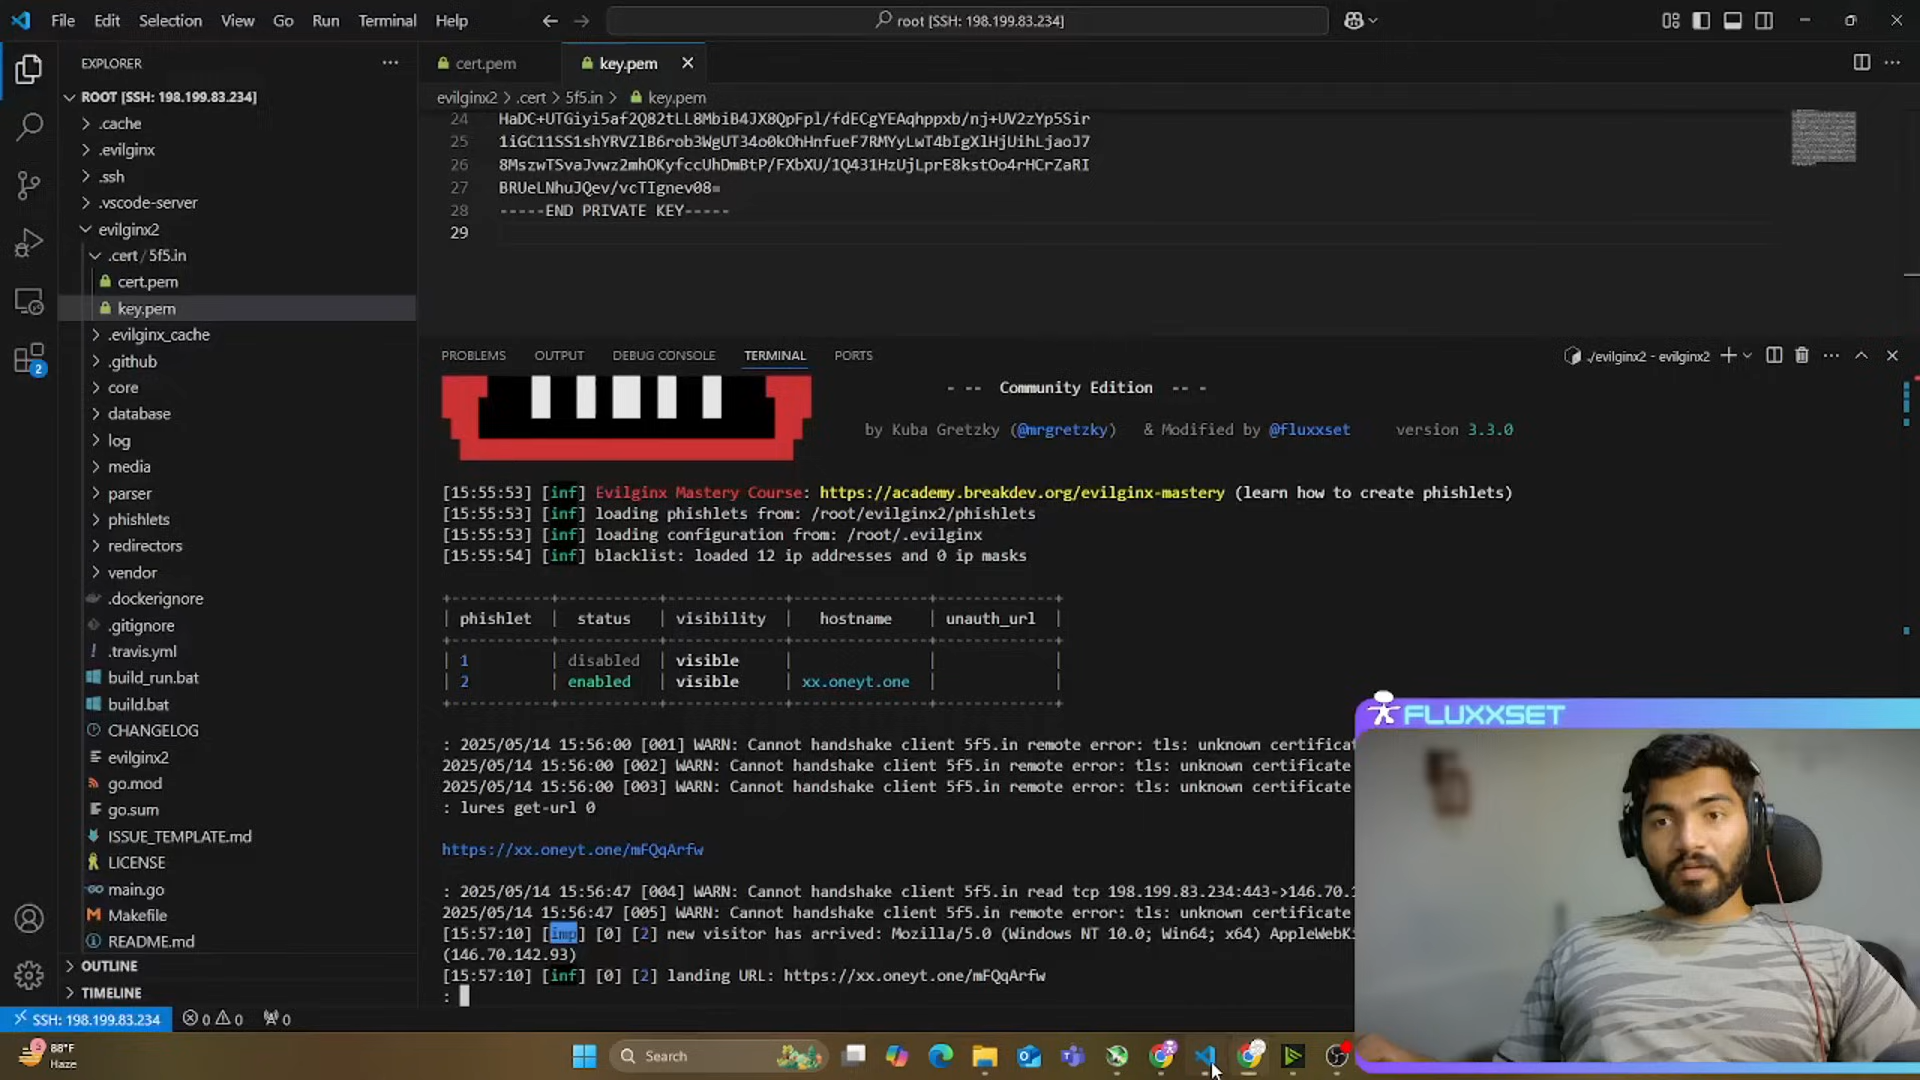 File Edit Selection View Go Run Terminal Help
root [SSH: 198.199.83.234]
EXPLORER
ROOT [SSH: 198.199.83.234]
.cache
.evilginx
.ssh
.vscode-server
evilginx2
.cert / 5f5.in
cert.pem
key.pem
.evilginx_cache
.github
core
database
log
media
parser
phishlets
redirectors
vendor
.dockerignore
.gitignore
.travis.yml
build_run.bat
build.bat
CHANGELOG
evilginx2
go.mod
go.sum
ISSUE_TEMPLATE.md
LICENSE
main.go
Makefile
README.md
OUTLINE
TIMELINE
cert.pem key.pem
evilginx2 > .cert > 5f5.in > key.pem
24
25
26
27
28 -----END PRIVATE KEY-----
29
PROBLEMS OUTPUT DEBUG CONSOLE TERMINAL PORTS
./evilginx2 - evilginx2
- -- Community Edition -- -
by Kuba Gretzky (@mrgretzky) & Modified by @fluxxset version 3.3.0
[15:55:53] [inf] Evilginx Mastery Course: https://academy.breakdev.org/evilginx-mastery (learn how to create phishlets)
[15:55:53] [inf] loading phishlets from: /root/evilginx2/phishlets
[15:55:53] [inf] loading configuration from: /root/.evilginx
[15:55:54] [inf] blacklist: loaded 12 ip addresses and 0 ip masks
| phishlet | status | visibility | hostname | unauth_url |
| 1 | disabled | visible | | |
| 2 | enabled | visible | xx.oneyt.one | |
: 2025/05/14 15:56:00 [001] WARN: Cannot handshake client 5f5.in remote error: tls: unknown certificat
2025/05/14 15:56:00 [002] WARN: Cannot handshake client 5f5.in remote error: tls: unknown certificate
2025/05/14 15:56:00 [003] WARN: Cannot handshake client 5f5.in remote error: tls: unknown certificate
: lures get-url 0
https://xx.oneyt.one/mFQqArfw
: 2025/05/14 15:56:47 [004] WARN: Cannot handshake client 5f5.in read tcp 198.199.83.234:443->146.70.1
2025/05/14 15:56:47 [005] WARN: Cannot handshake client 5f5.in remote error: tls: unknown certificate
[15:57:10] [imp] [0] [2] new visitor has arrived: Mozilla/5.0 (Windows NT 10.0; Win64; x64) AppleWebKi
(146.70.142.93)
[15:57:10] [inf] [0] [2] landing URL: https://xx.oneyt.one/mFQqArfw
:
FLUXXSET
2
SSH: 198.199.83.234 0 0 0
88°F
Haze
Search